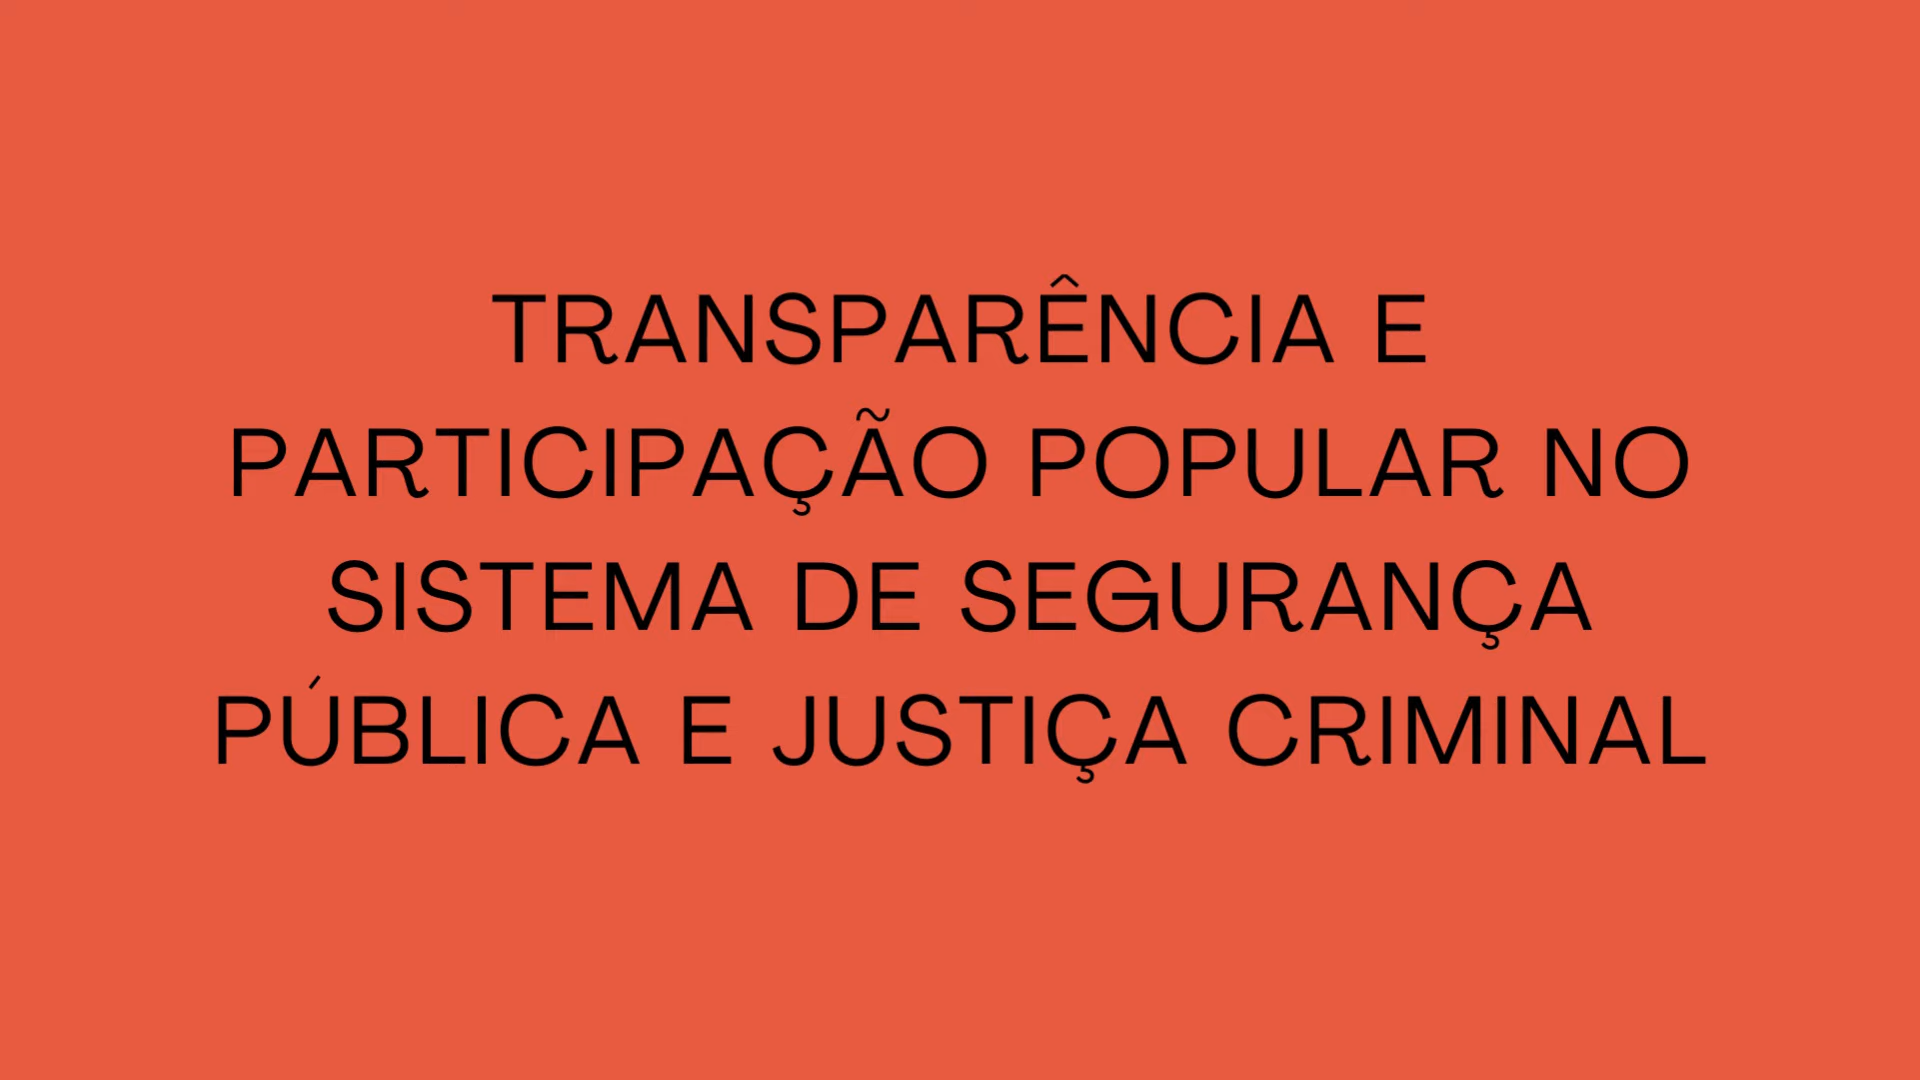 TRANSPARÊNCIA E
PARTICIPAÇÃO POPULAR NO
SISTEMA DE SEGURANÇA
PÚBLICA E JUSTIÇA CRIMINAL